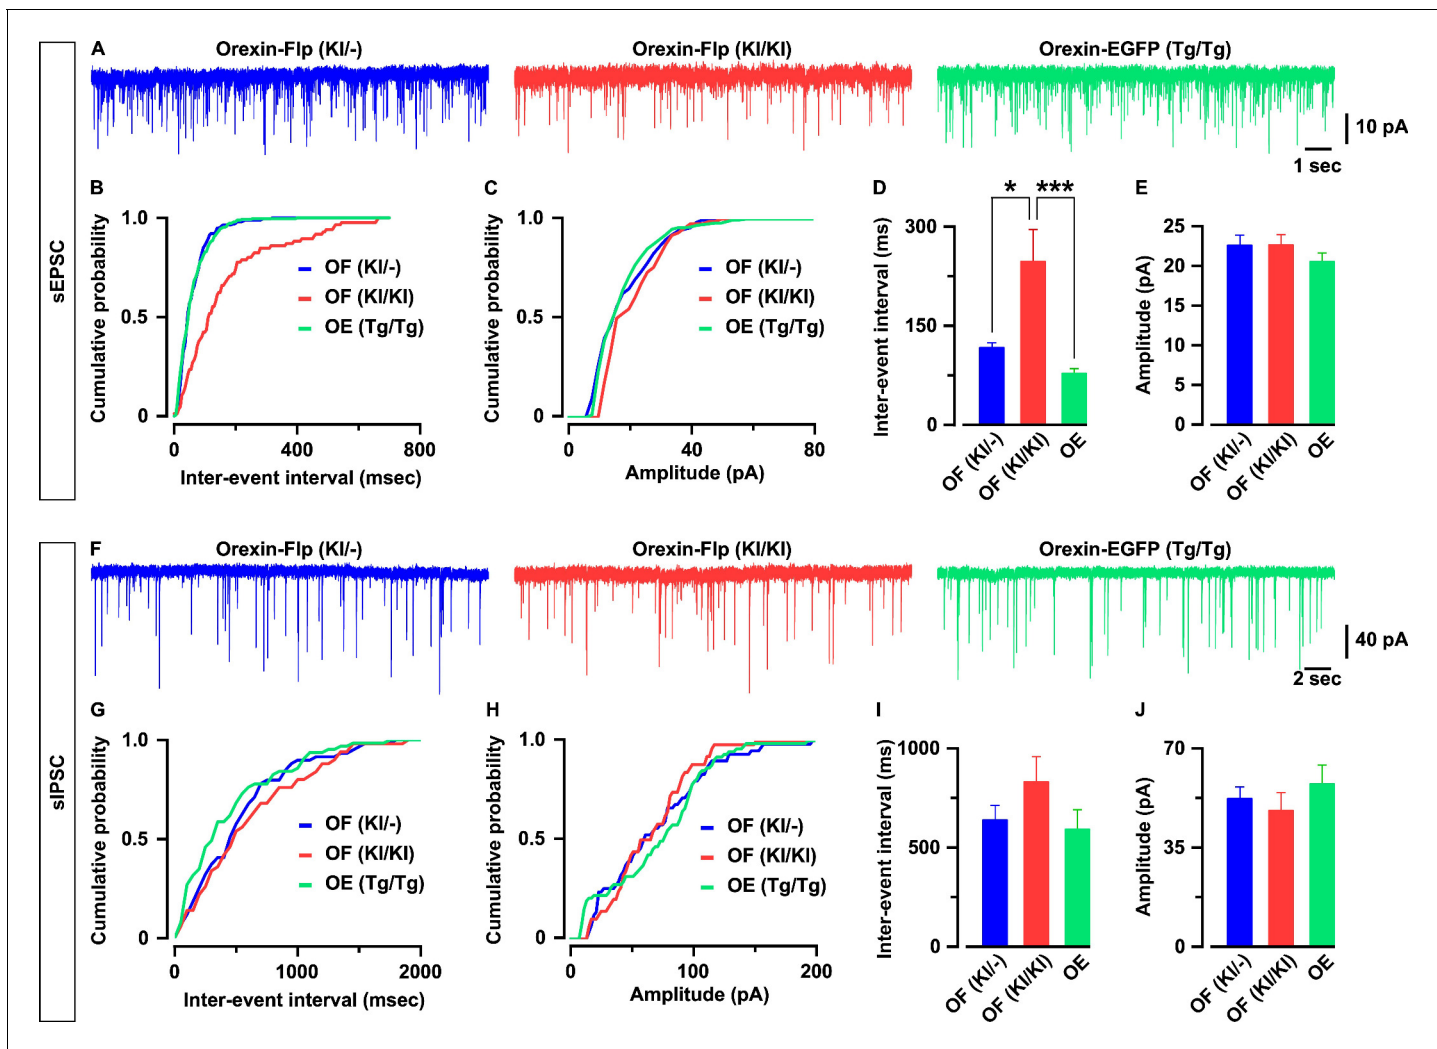 sEPSC
A
Orexin-Flp (KI/-)
Orexin-Flp (KI/KI)
Orexin-EGFP (Tg/Tg)
10 pA
1 sec
B
Cumulative probability
1.0
0.5
0
0
400
800
Inter-event interval (msec)
OF (KI/-)
OF (KI/KI)
OE (Tg/Tg)
C
Cumulative probability
1.0
0.5
0
0
40
80
Amplitude (pA)
OF (KI/-)
OF (KI/KI)
OE (Tg/Tg)
D
Inter-event interval (ms)
300
150
0
*
***
OF (KI/-)
OF (KI/KI)
OE
E
Amplitude (pA)
25
20
15
10
5
0
OF (KI/-)
OF (KI/KI)
OE
sIPSC
F
Orexin-Flp (KI/-)
Orexin-Flp (KI/KI)
Orexin-EGFP (Tg/Tg)
40 pA
2 sec
G
Cumulative probability
1.0
0.5
0
0
1000
2000
Inter-event interval (msec)
OF (KI/-)
OF (KI/KI)
OE (Tg/Tg)
H
Cumulative probability
1.0
0.5
0
0
100
200
Amplitude (pA)
OF (KI/-)
OF (KI/KI)
OE (Tg/Tg)
I
Inter-event interval (ms)
1000
500
0
OF (KI/-)
OF (KI/KI)
OE
J
Amplitude (pA)
70
35
0
OF (KI/-)
OF (KI/KI)
OE